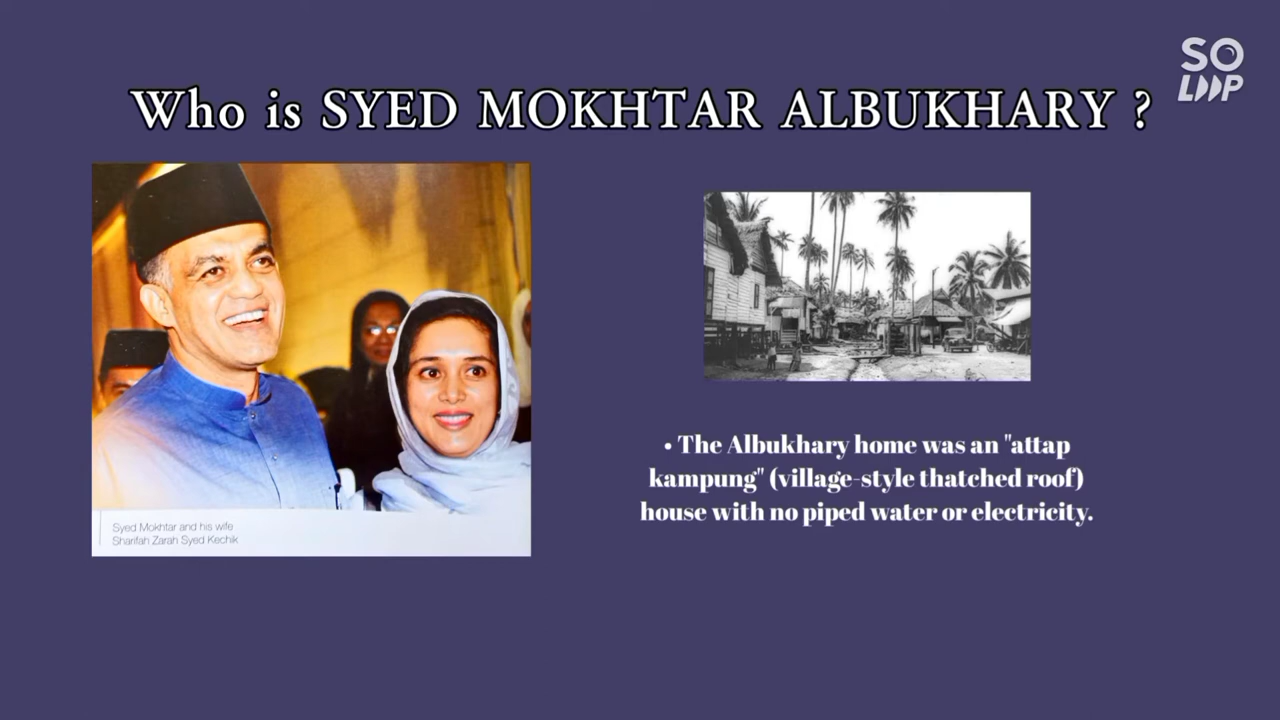 SO
LOOP
Who is SYED MOKHTAR ALBUKHARY ?
Syed Mokhtar and his wife
Sharifah Zarah Syed Kechik
• The Albukhary home was an "attap
kampung" (village-style thatched roof)
house with no piped water or electricity.